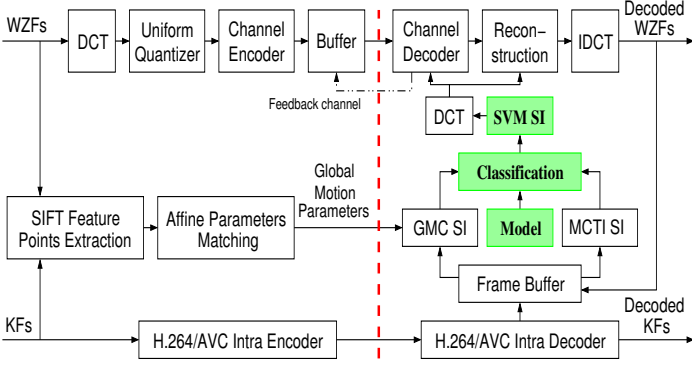 WZFs
DCT
Uniform
Quantizer
Channel
Encoder
Buffer
Channel
Decoder
Recon-
struction
IDCT
Decoded
WZFs
Feedback channel
DCT
SVM SI
Classification
Global
Motion
Parameters
SIFT Feature
Points Extraction
Affine Parameters
Matching
GMC SI
Model
MCTI SI
Frame Buffer
KFs
H.264/AVC Intra Encoder
H.264/AVC Intra Decoder
Decoded
KFs